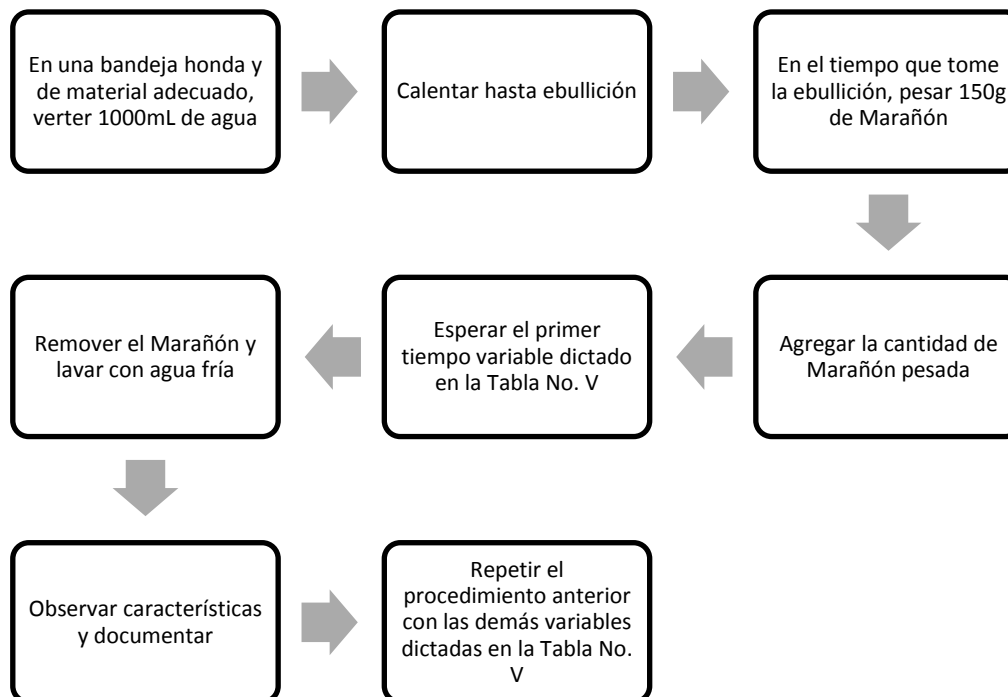 En una bandeja honda y
de material adecuado,
verter 1000mL de agua
Calentar hasta ebullición
En el tiempo que tome
la ebullición, pesar 150g
de Marañón
Agregar la cantidad de
Marañón pesada
Esperar el primer
tiempo variable dictado
en la Tabla No. V
Remover el Marañón y
lavar con agua fría
Observar características
y documentar
Repetir el
procedimiento anterior
con las demás variables
dictadas en la Tabla No.
V